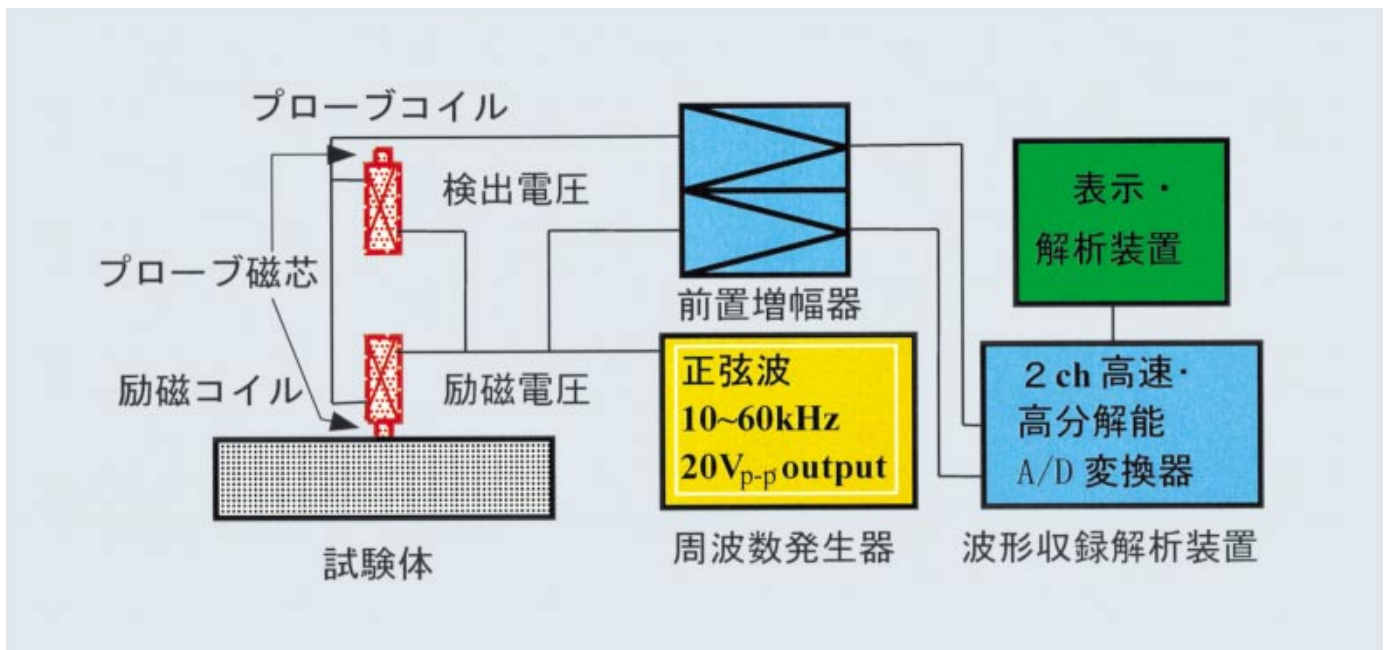 プローブコイル
検出電圧
プローブ磁芯
励磁コイル
励磁電圧
試験体
前置増幅器
正弦波
10~60kHz
20Vp-p output
周波数発生器
表示・
解析装置
2 ch 高速・
高分解能
A/D 変換器
波形収録解析装置